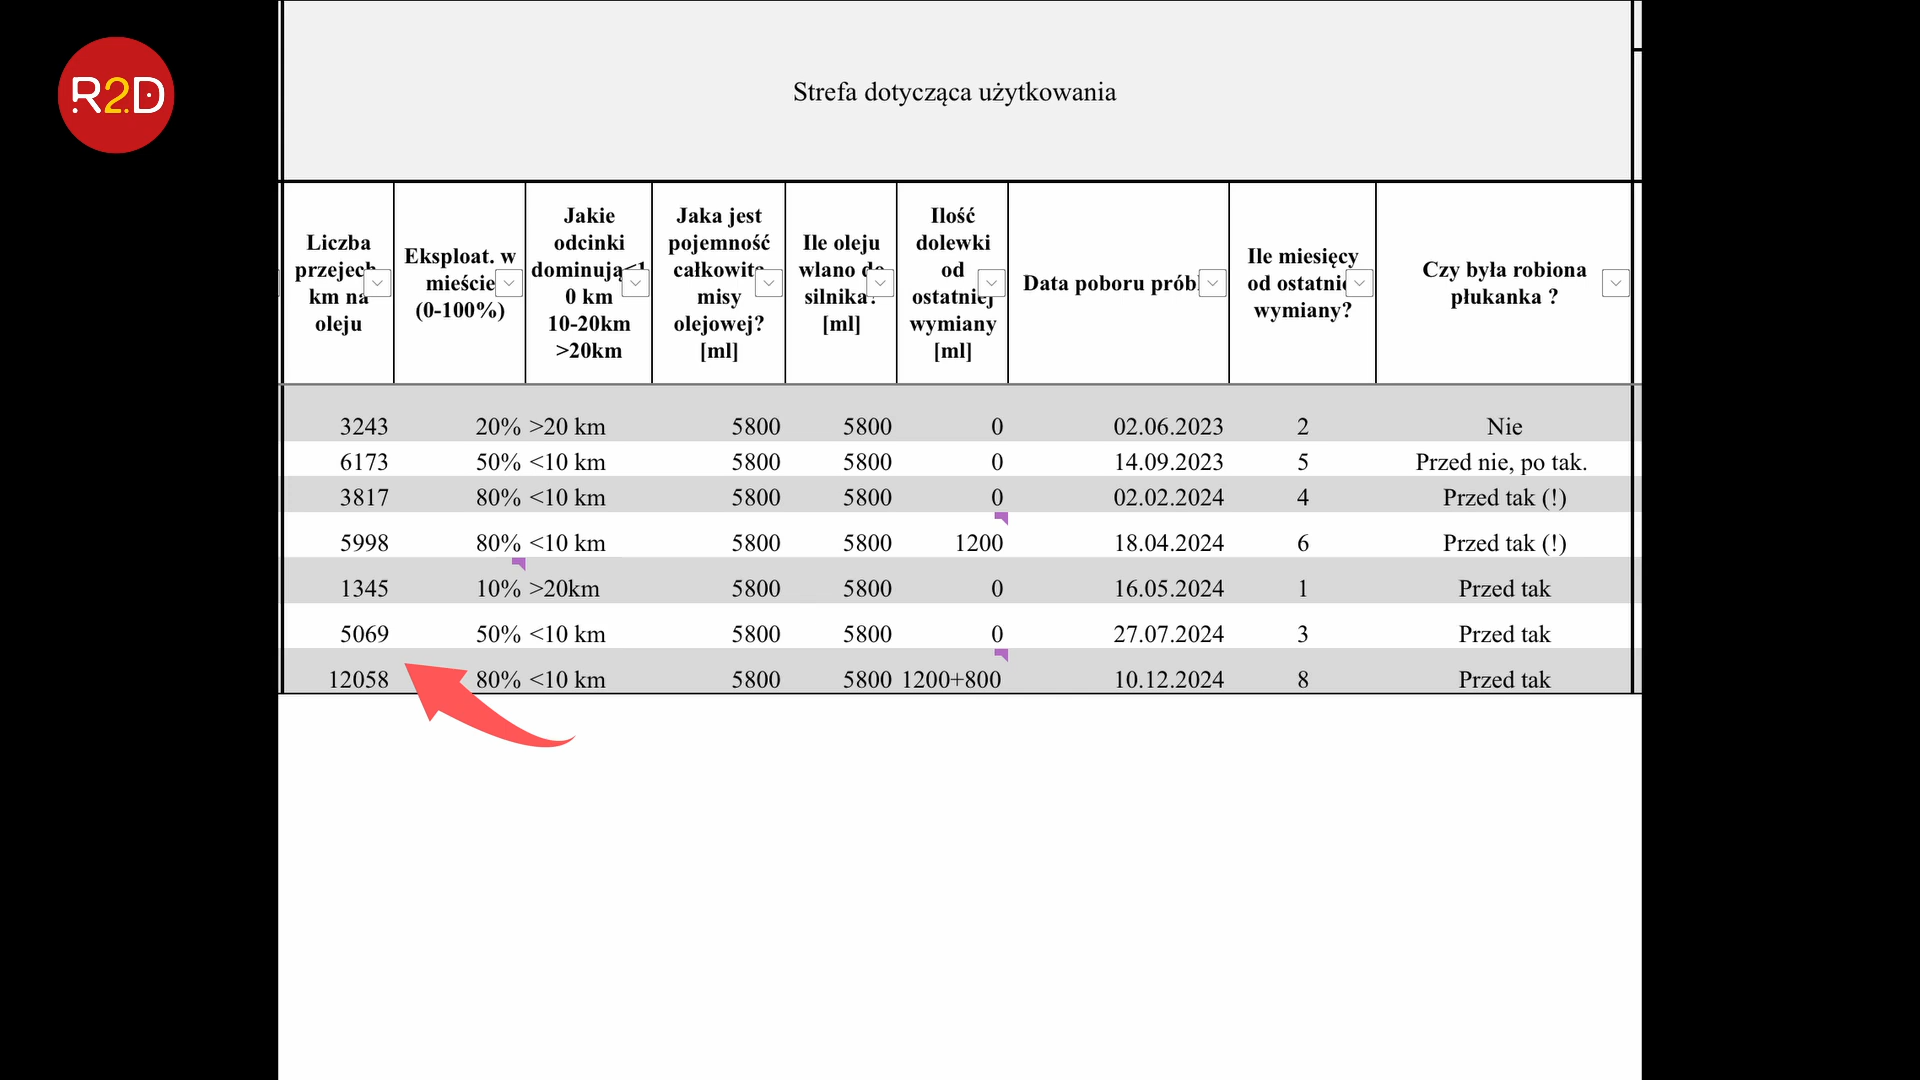 R2D
Strefa dotycząca użytkowania
Liczba
przejech.
km na
oleju
Eksploat. w
mieście
(0-100%)
Jakie
odcinki
dominują<1
0 km
10-20km
>20km
Jaka jest
pojemność
całkowita
misy
olejowej?
[ml]
Ile oleju
wlano do
silnika?
[ml]
Ilość
dolewki
od
ostatniej
wymiany
[ml]
Data poboru prób
Ile miesięcy
od ostatnie
wymiany?
Czy była robiona
płukanka ?
3243 20% >20 km 5800 5800 0 02.06.2023 2 Nie
6173 50% <10 km 5800 5800 0 14.09.2023 5 Przed nie, po tak.
3817 80% <10 km 5800 5800 0 02.02.2024 4 Przed tak (!)
5998 80% <10 km 5800 5800 1200 18.04.2024 6 Przed tak (!)
1345 10% >20km 5800 5800 0 16.05.2024 1 Przed tak
5069 50% <10 km 5800 5800 0 27.07.2024 3 Przed tak
12058 80% <10 km 5800 5800 1200+800 10.12.2024 8 Przed tak